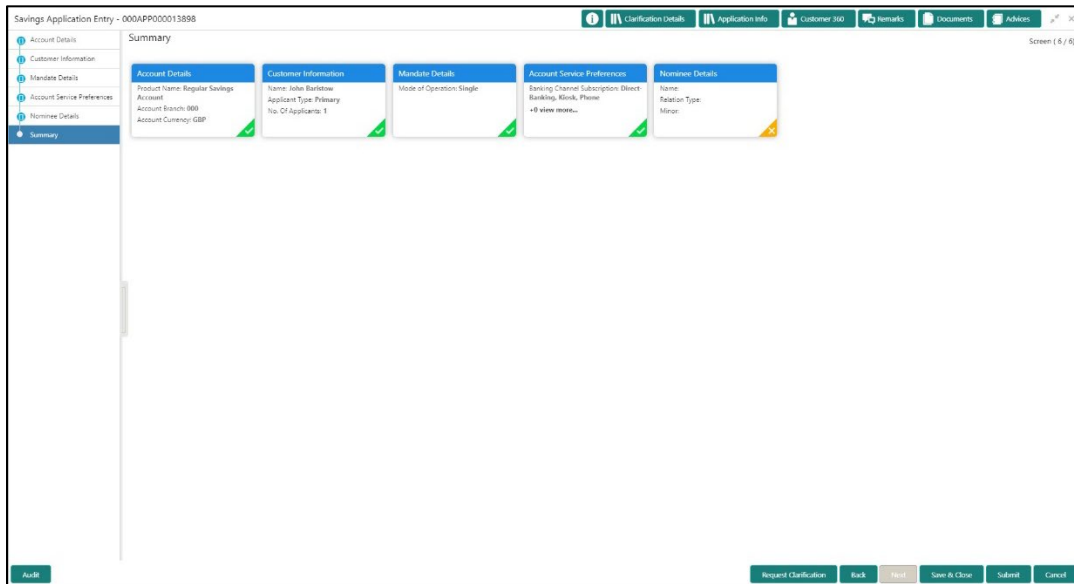 Savings Application Entry - 000APP000013898
Clarification Details
Application Info
Customer 360
Remarks
Documents
Advices
Account Details
Customer Information
Mandate Details
Account Service Preferences
Nominee Details
Summary
Summary
Screen ( 6 / 6)
Account Details
Product Name: Regular Savings
Account
Account Branch: 000
Account Currency: GBP
Customer Information
Name: John Baristow
Applicant Type: Primary
No. Of Applicants: 1
Mandate Details
Mode of Operation: Single
Account Service Preferences
Banking Channel Subscription: Direct-
Banking, Kiosk, Phone
+0 view more...
Nominee Details
Name:
Relation Type:
Minor:
Audit
Request Clarification
Back
Next
Save & Close
Submit
Cancel